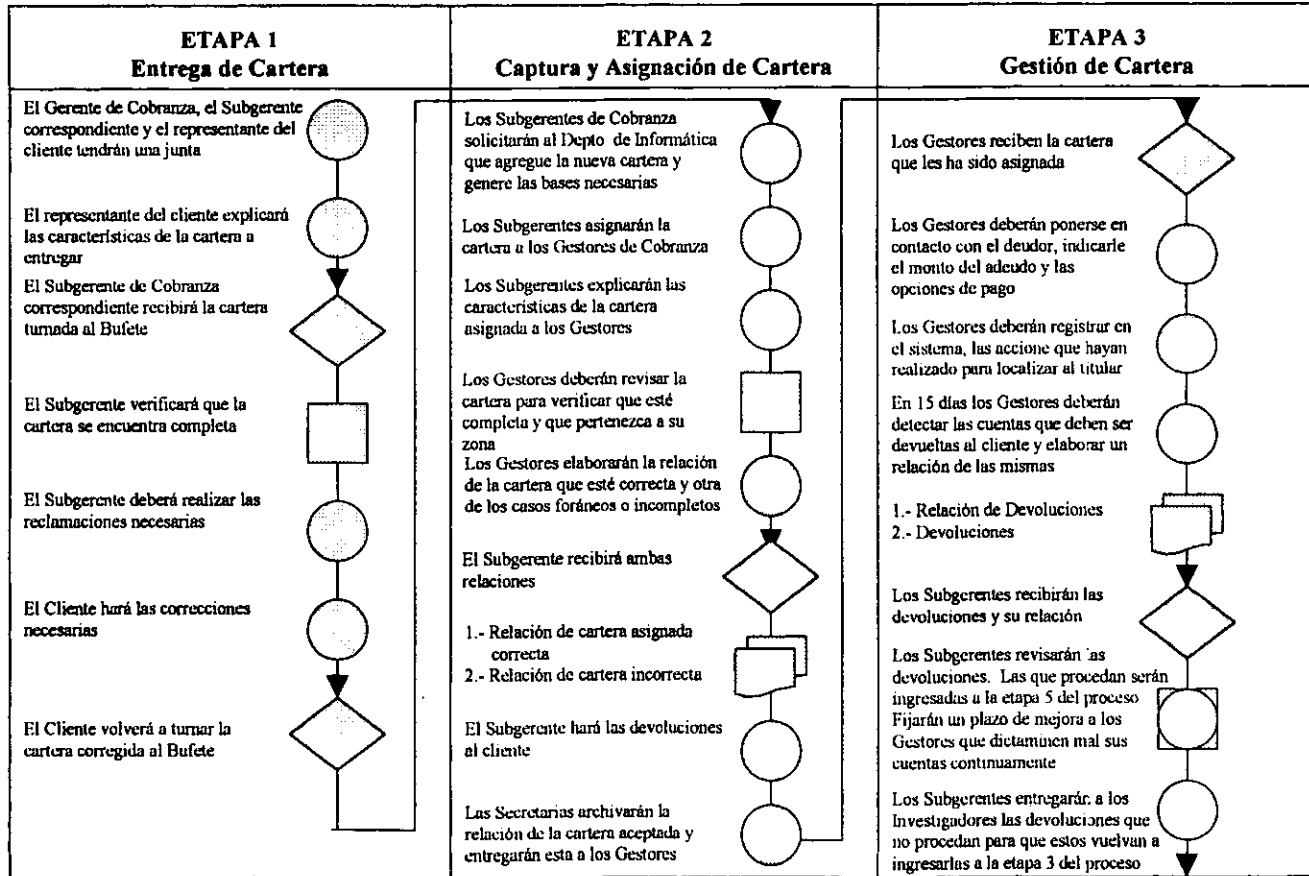 ETAPA 1
Entrega de Cartera
El Gerente de Cobranza, el Subgerente
correspondiente y el representante del
cliente tendrán una junta
El representante del cliente explicará
las características de la cartera a
entregar
El Subgerente de Cobranza
correspondiente recibirá la cartera
turnada al Bufete
El Subgerente verificará que la
cartera se encuentra completa
El Subgerente deberá realizar las
reclamaciones necesarias
El Cliente hará las correcciones
necesarias
El Cliente volverá a turnar la
cartera corregida al Bufete
ETAPA 2
Captura y Asignación de Cartera
Los Subgerentes de Cobranza
solicitarán al Depto de Informática
que agregue la nueva cartera y
genere las bases necesarias
Los Subgerentes asignarán la
cartera a los Gestores de Cobranza
Los Subgerentes explicarán las
características de la cartera
asignada a los Gestores
Los Gestores deberán revisar la
cartera para verificar que esté
completa y que pertenezca a su
zona
Los Gestores elaborarán la relación
de la cartera que esté correcta y otra
de los casos foráneos o incompletos
El Subgerente recibirá ambas
relaciones
1.- Relación de cartera asignada
correcta
2.- Relación de cartera incorrecta
El Subgerente hará las devoluciones
al cliente
Las Secretarias archivarán la
relación de la cartera aceptada y
entregarán esta a los Gestores
ETAPA 3
Gestión de Cartera
Los Gestores reciben la cartera
que les ha sido asignada
Los Gestores deberán ponerse en
contacto con el deudor, indicarle
el monto del adeudo y las
opciones de pago
Los Gestores deberán registrar en
el sistema, las accione que hayan
realizado para localizar al titular
En 15 días los Gestores deberán
detectar las cuentas que deben ser
devueltas al cliente y elaborar un
relación de las mismas
1.- Relación de Devoluciones
2.- Devoluciones
Los Subgerentes recibirán las
devoluciones y su relación
Los Subgerentes revisarán las
devoluciones. Las que procedan serán
ingresadas a la etapa 5 del proceso
Fijarán un plazo de mejora a los
Gestores que dictaminen mal sus
cuentas continuamente
Los Subgerentes entregarán a los
Investigadores las devoluciones que
no procedan para que estos vuelvan a
ingresarlas a la etapa 3 del proceso